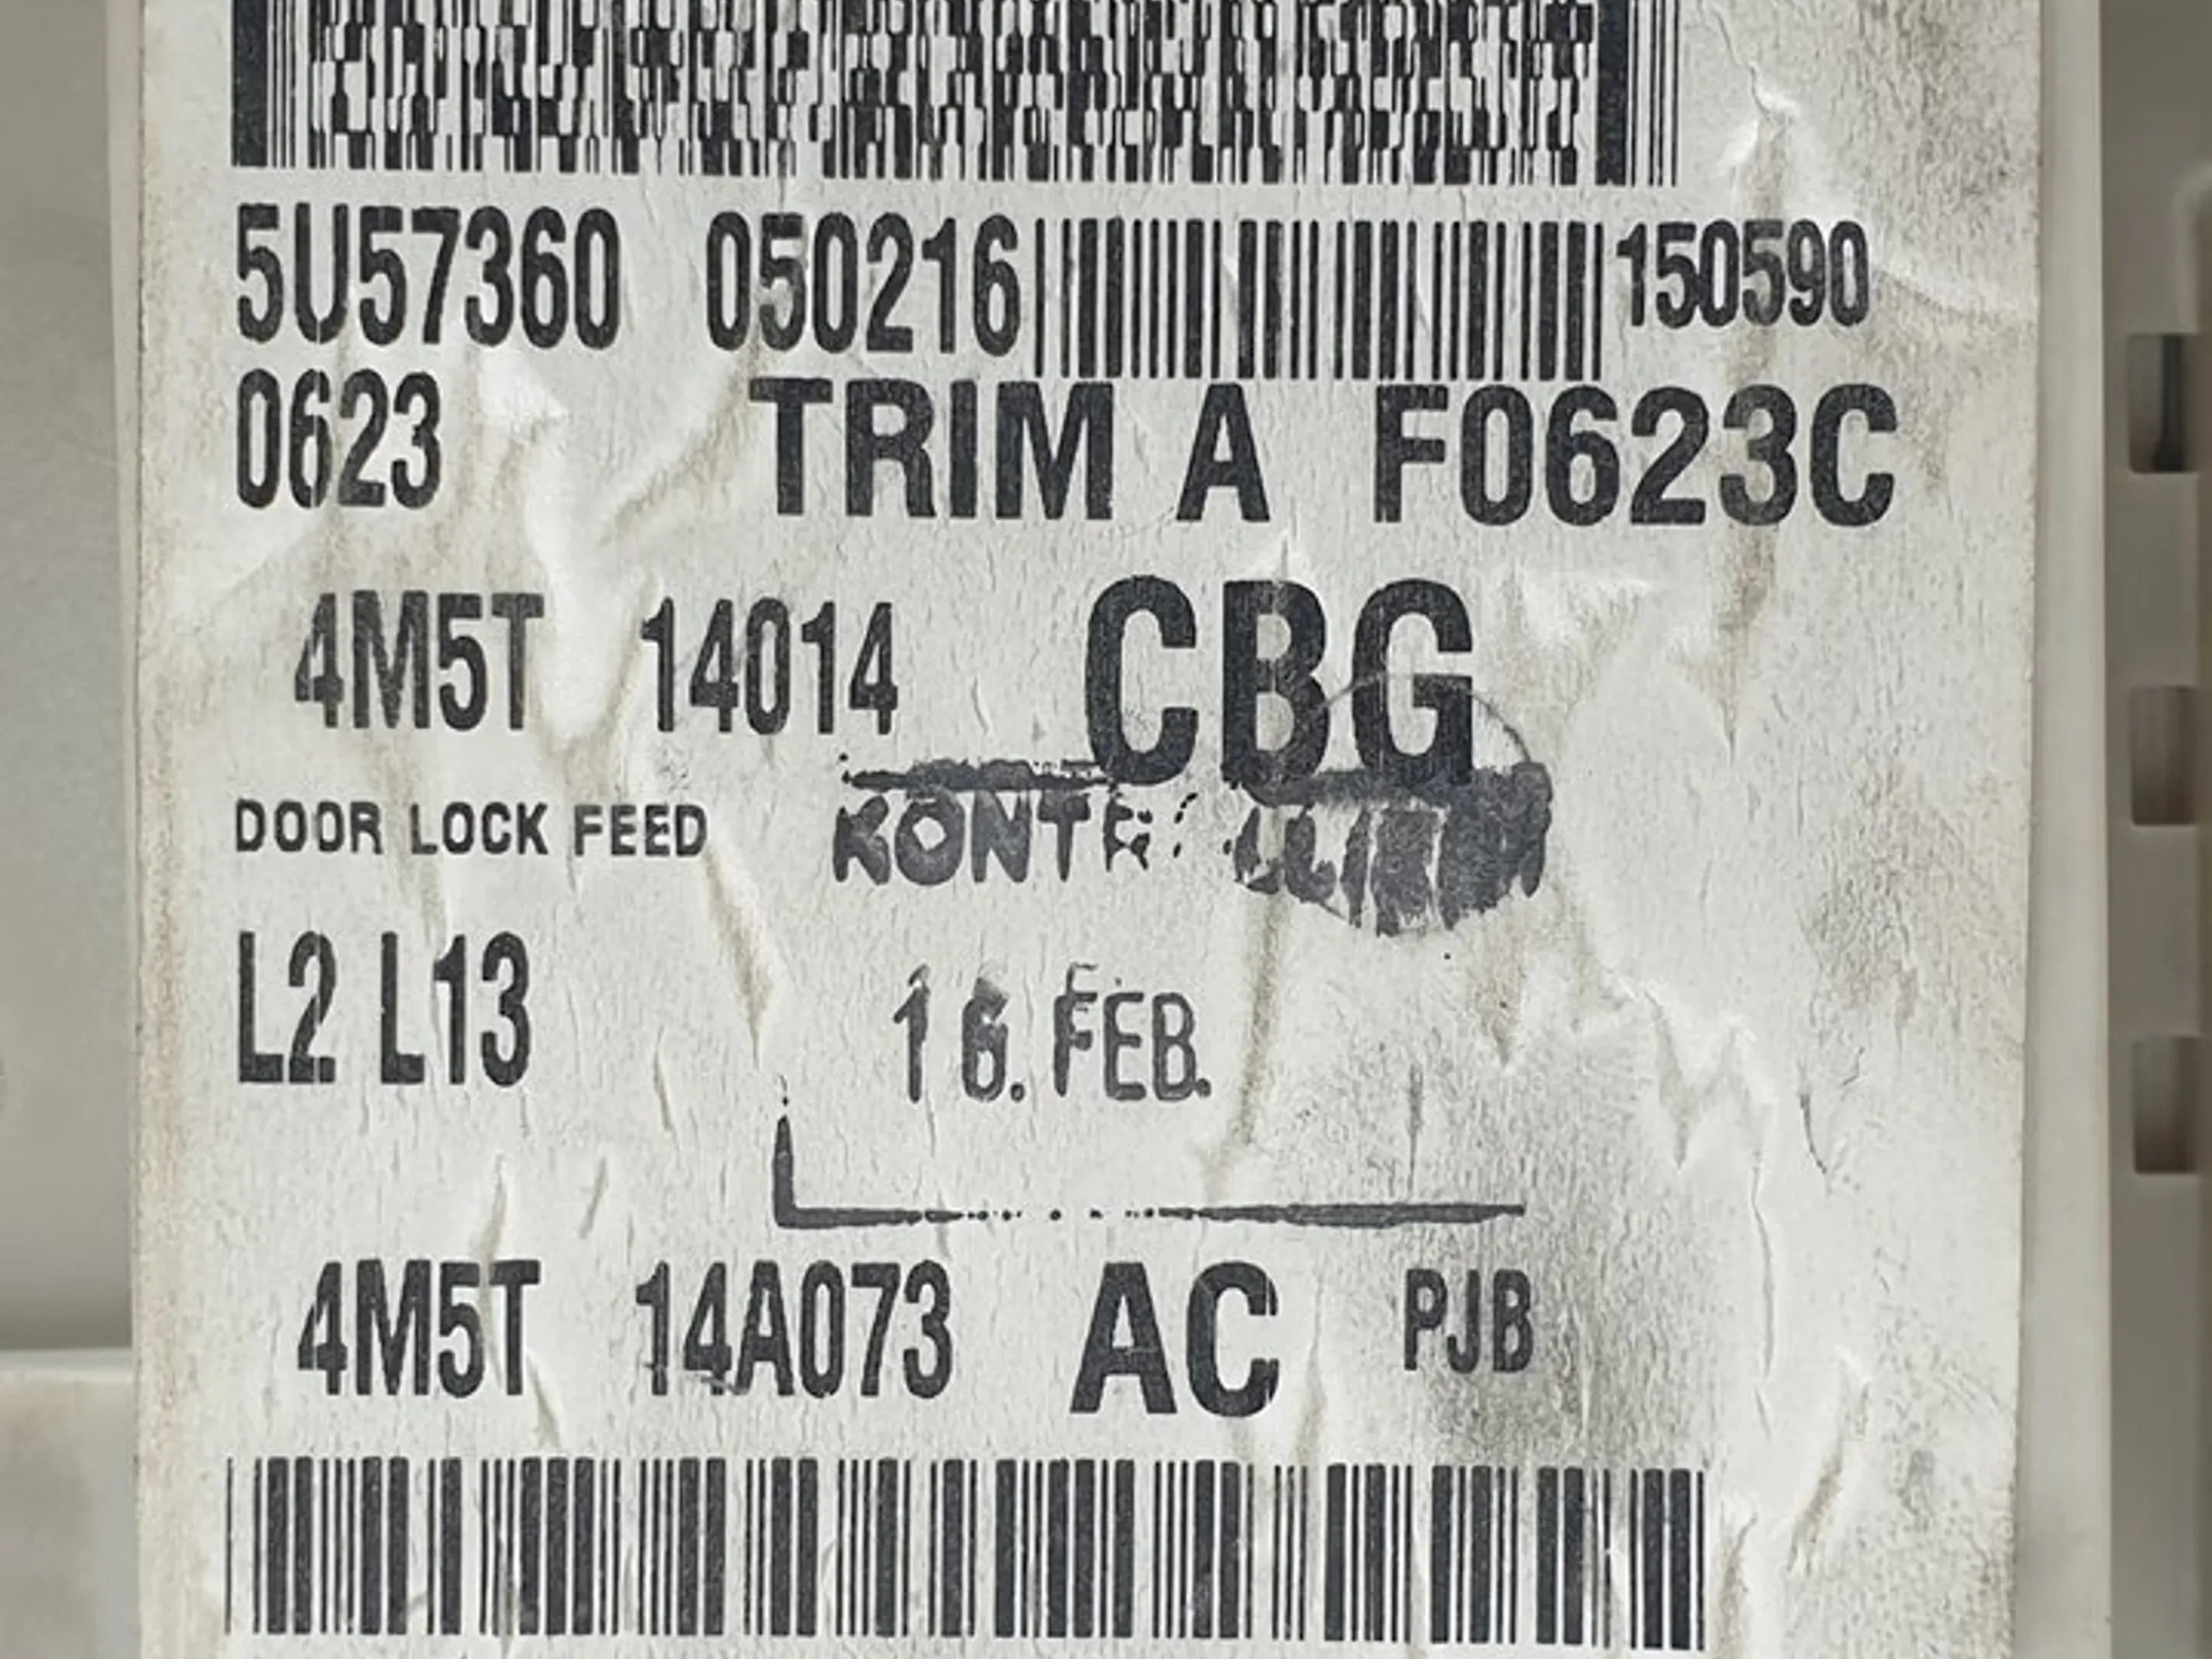 5U57360 050216 150590
0623 TRIM A F0623C
4M5T 14014 CBG
DOOR LOCK FEED
L2 L13 16. FEB.
4M5T 14A073 AC PJB